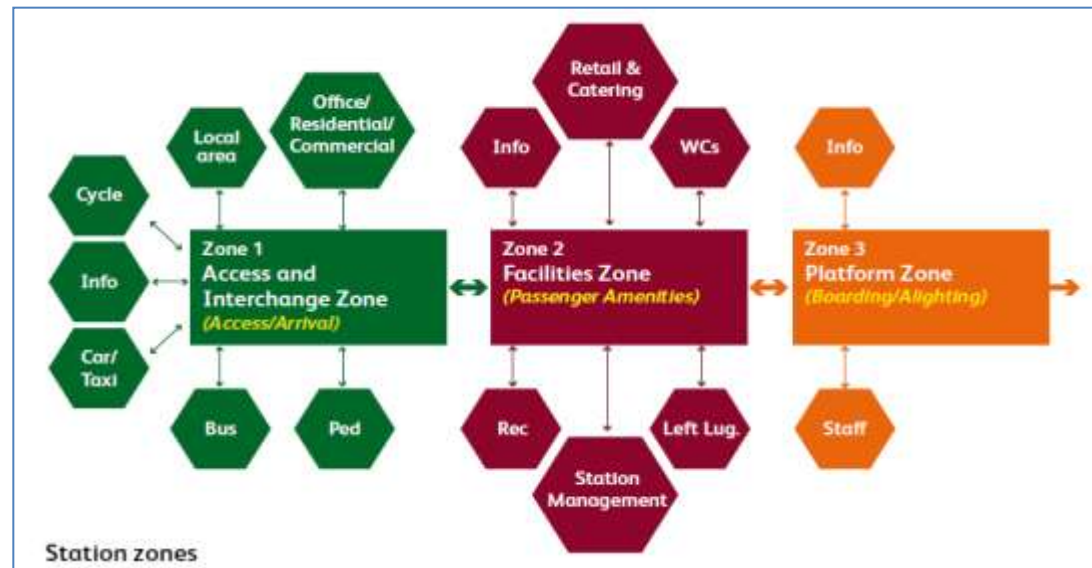 Retail &
Catering
Office/
Residential/
Commercial
Local
area
Info
WCs
Info
Cycle
Info
Car/
Taxi
Zone 1
Access and
Interchange Zone
(Access/Arrival)
Zone 2
Facilities Zone
(Passenger Amenities)
Zone 3
Platform Zone
(Boarding/Alighting)
Bus
Ped
Rec
Left Lug.
Staff
Station
Management
Station zones